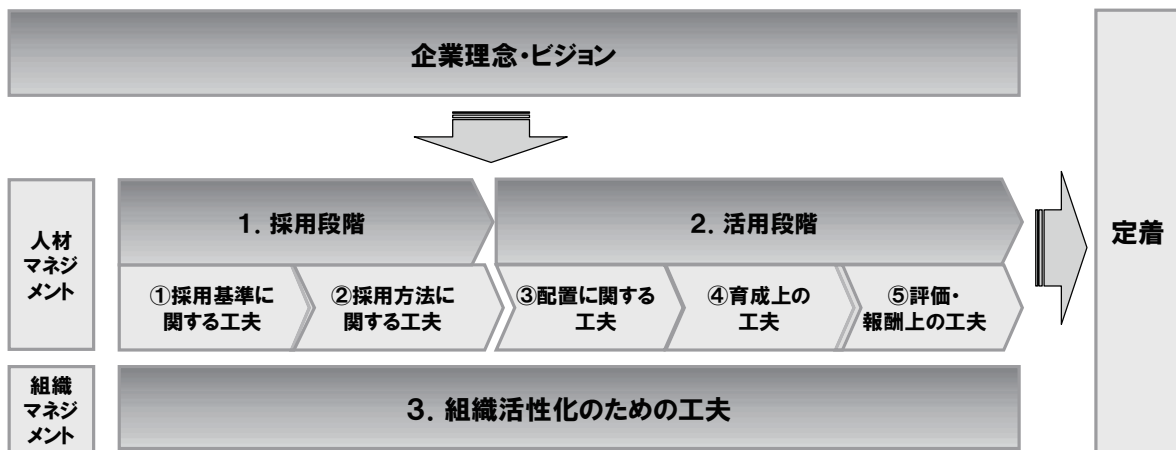 企業理念・ビジョン
人材
マネジ
メント
1. 採用段階
2. 活用段階
①採用基準に
関する工夫
②採用方法に
関する工夫
③配置に関する
工夫
④育成上の
工夫
⑤評価・
報酬上の工夫
組織
マネジ
メント
3. 組織活性化のための工夫
定着